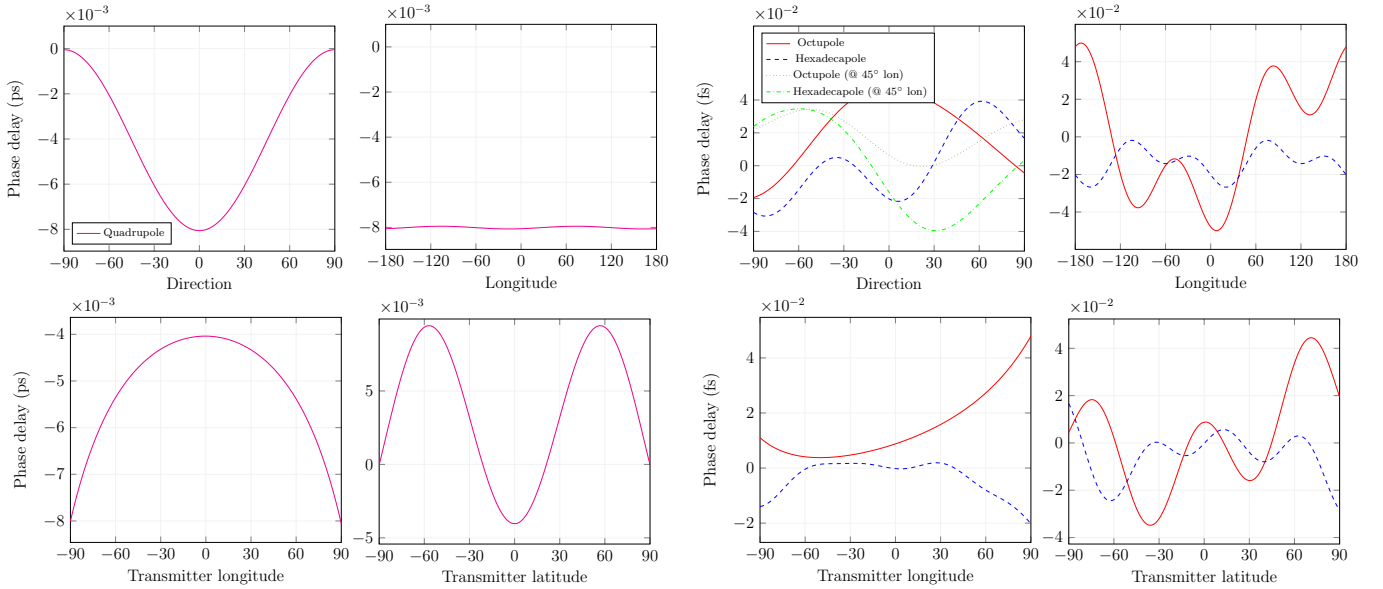 ×10⁻³
Phase delay (ps)
0
−2
−4
−6
−8
Quadrupole
−90 −60 −30 0 30 60 90
Direction
×10⁻³
0
−2
−4
−6
−8
−180 −120 −60 0 60 120 180
Longitude
×10⁻²
Phase delay (fs)
Octupole
Hexadecapole
Octupole (@ 45° lon)
Hexadecapole (@ 45° lon)
4
2
0
−2
−4
−90 −60 −30 0 30 60 90
Direction
×10⁻²
4
2
0
−2
−4
−180 −120 −60 0 60 120 180
Longitude
×10⁻³
Phase delay (ps)
−4
−5
−6
−7
−8
−90 −60 −30 0 30 60 90
Transmitter longitude
×10⁻³
5
0
−5
−90 −60 −30 0 30 60 90
Transmitter latitude
×10⁻²
Phase delay (fs)
4
2
0
−2
−90 −60 −30 0 30 60 90
Transmitter longitude
×10⁻²
4
2
0
−2
−4
−90 −60 −30 0 30 60 90
Transmitter latitude